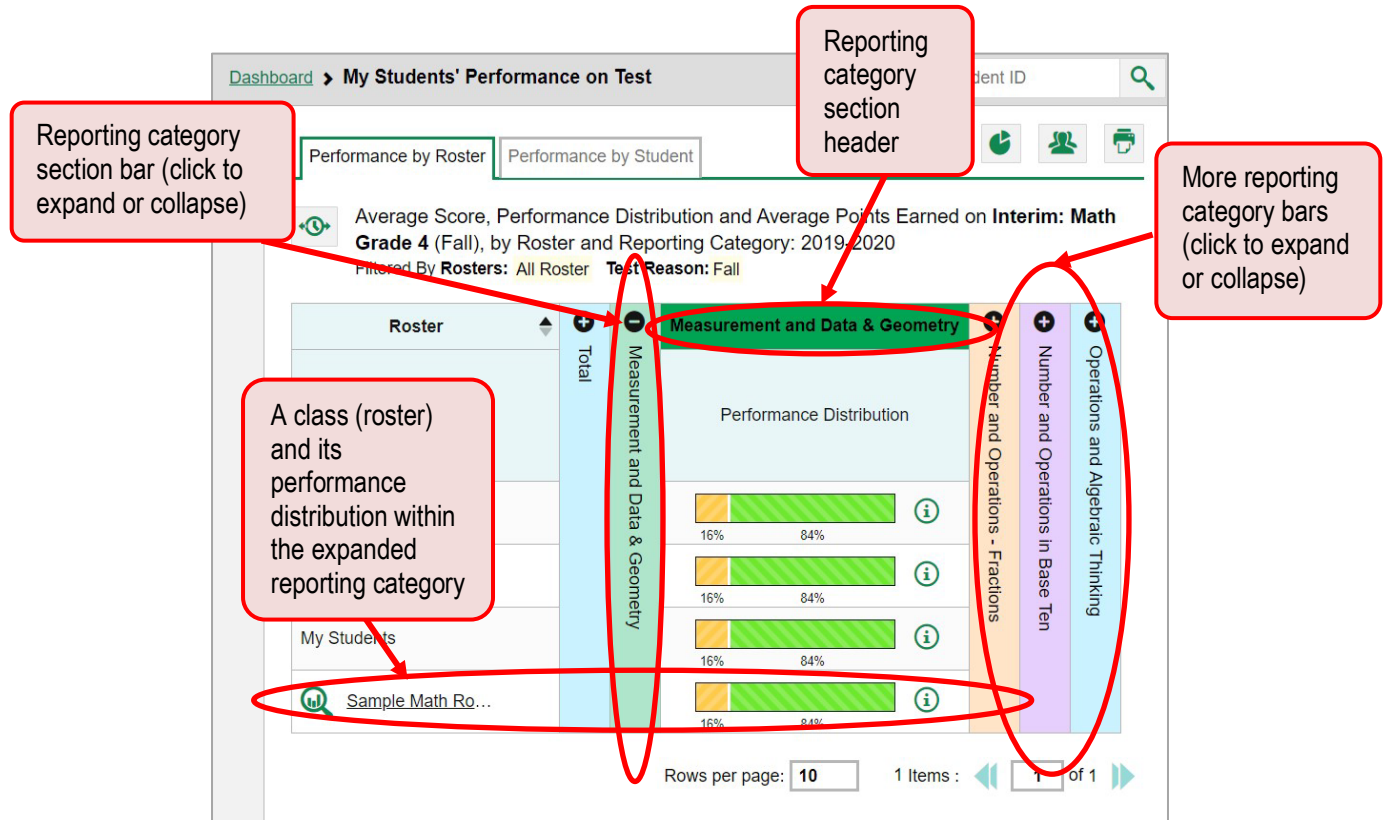 Reporting
category
section
header
Dashboard > My Students' Performance on Test
dent ID
Reporting category
section bar (click to
expand or collapse)
Performance by Roster
Performance by Student
More reporting
category bars
(click to expand
or collapse)
Average Score, Performance Distribution and Average Points Earned on Interim: Math
Grade 4 (Fall), by Roster and Reporting Category: 2019-2020
Filtered By Rosters: All Roster Test Reason: Fall
Roster
Total
Measurement and Data & Geometry
Measurement and Data & Geometry
Number and Operations - Fractions
Number and Operations in Base Ten
Operations and Algebraic Thinking
Performance Distribution
A class (roster)
and its
performance
distribution within
the expanded
reporting category
16% 84%
16% 84%
My Students
16% 84%
Sample Math Ro...
16% 84%
Rows per page: 10 1 Items : 1 of 1